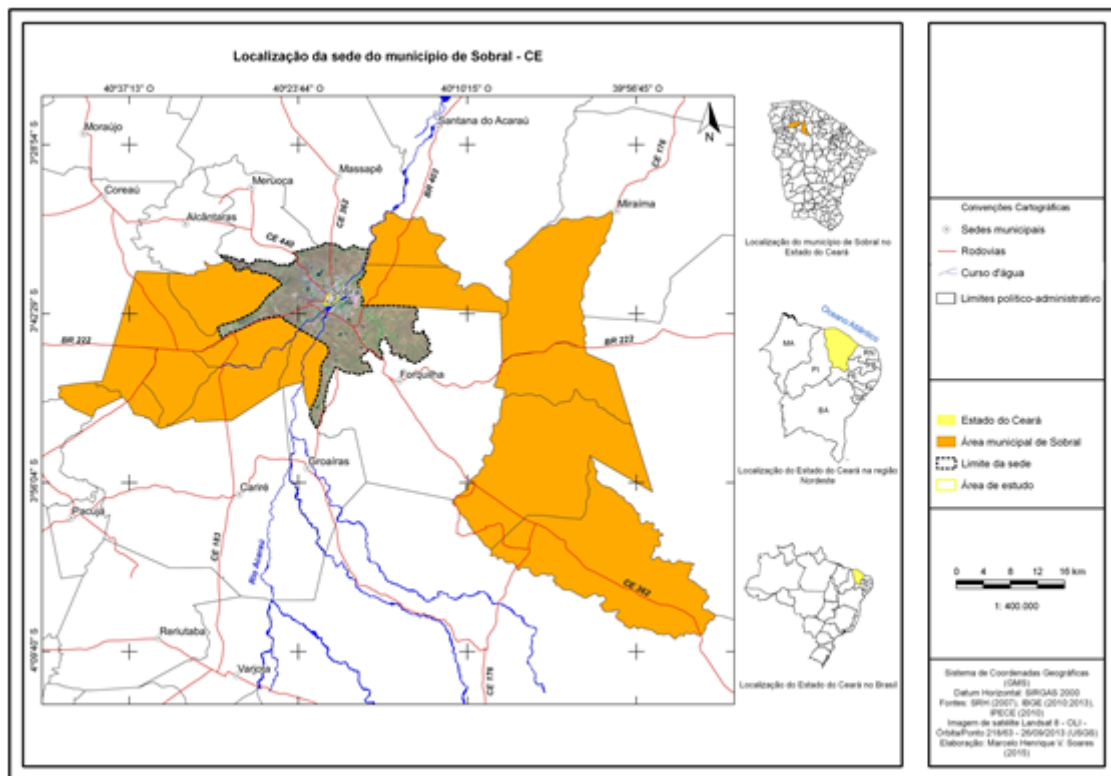 Localização da sede do município de Sobral - CE
40°37'13" O
40°23'44" O
40°10'15" O
39°56'45" O
3°28'54" S
3°42'29" S
3°56'04" S
4°09'40" S
N
Moraújo
Santana do Acaraú
Coreaú
Meruoca
Massapê
CE 362
BR 403
CE 176
Alcântaras
CE 440
Miraíma
BR 222
BR 222
Forquilha
Groaíras
Cariré
Pacujá
CE 183
Rio Acaraú
CE 362
Reriutaba
Varjota
CE 176
Localização do município de Sobral no
Estado do Ceará
Oceano Atlântico
MA
PI
RN
BA
Localização do Estado do Ceará na região
Nordeste
Localização do Estado do Ceará no Brasil
Convenções Cartográficas
Sedes municipais
Rodovias
Curso d'água
Limites político-administrativo
Estado do Ceará
Área municipal de Sobral
Limite da sede
Área de estudo
0 4 8 12 16 km
1: 400.000
Sistema de Coordenadas Geográficas
(GMS)
Datum Horizontal: SIRGAS 2000
Fontes: SRH (2007), IBGE (2010;2013),
IPECE (2010)
Imagem de satélite Landsat 8 - OLI -
Órbita/Ponto 218/63 - 26/09/2013 (USGS)
Elaboração: Marcelo Henrique V. Soares
(2015)